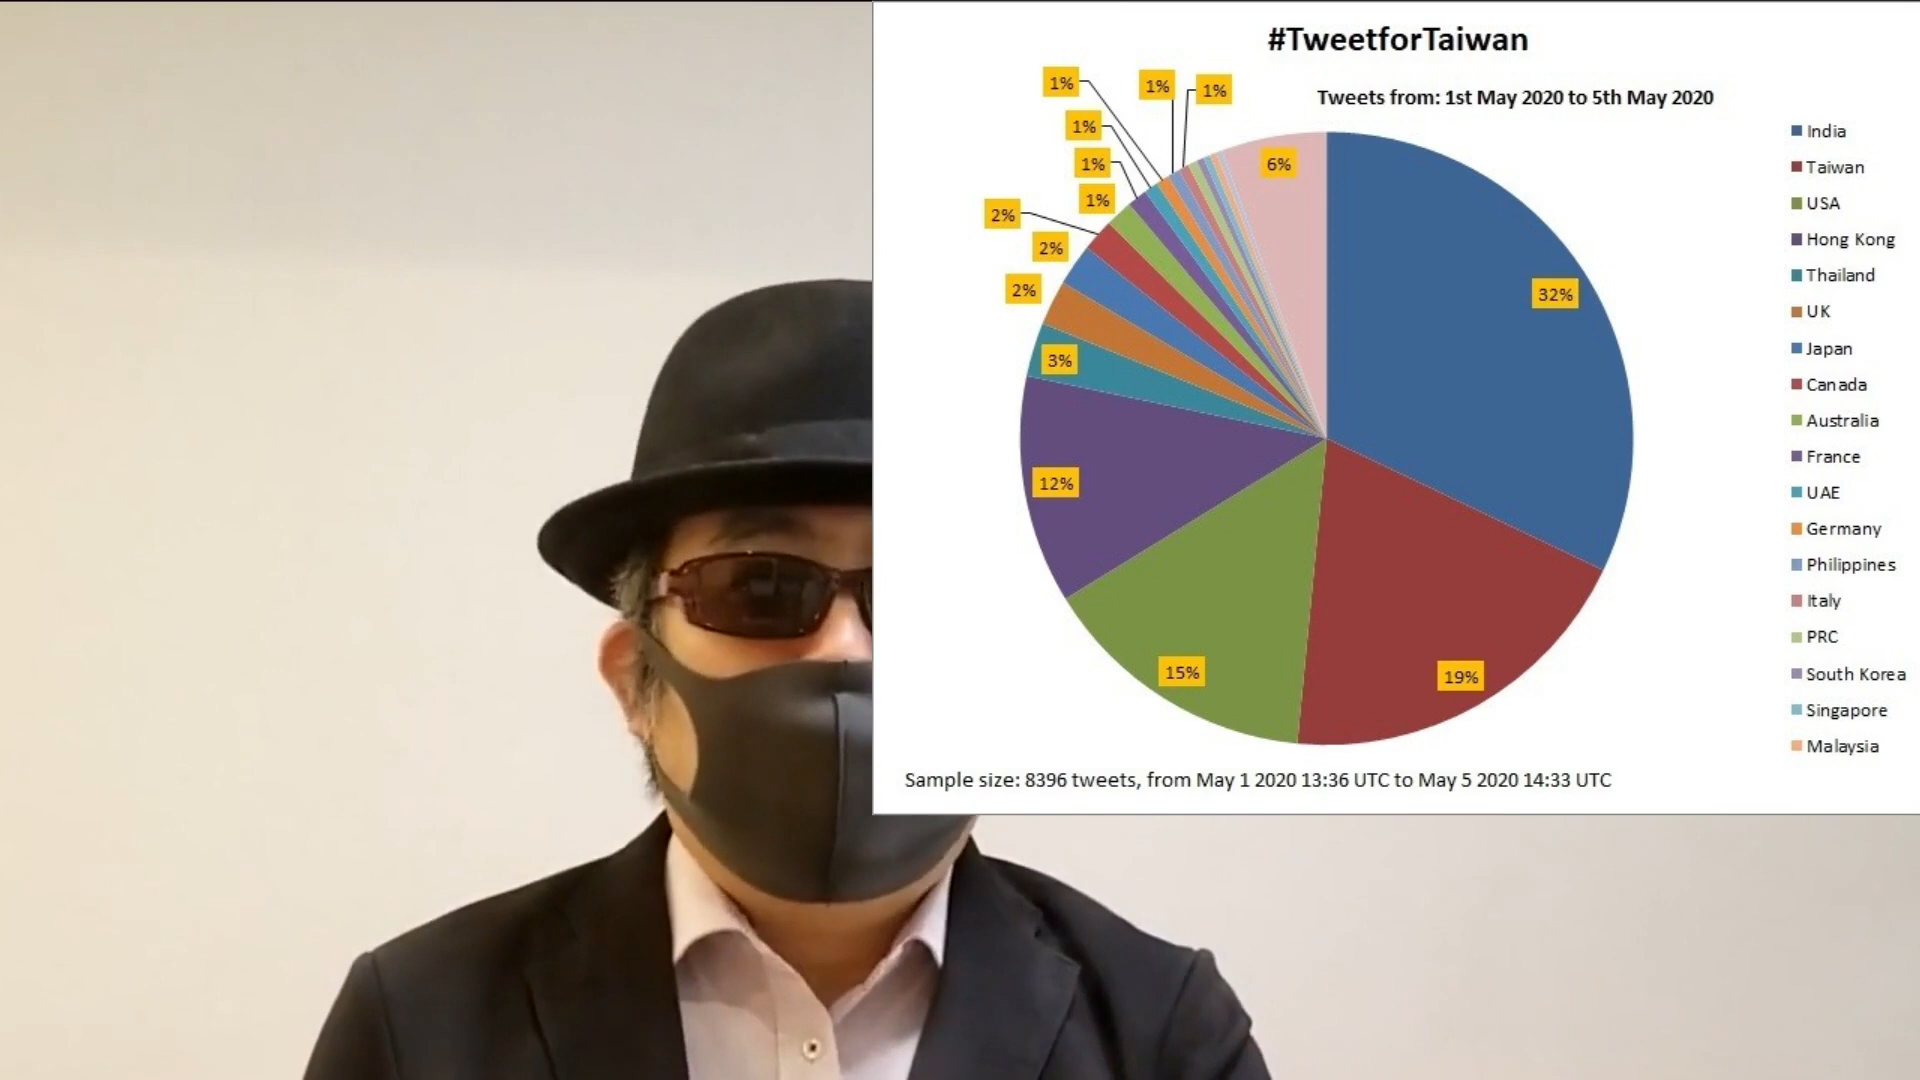 #TweetforTaiwan
Tweets from: 1st May 2020 to 5th May 2020
1%
1%
1%
1%
1%
1%
2%
2%
2%
3%
12%
15%
19%
32%
6%
India
Taiwan
USA
Hong Kong
Thailand
UK
Japan
Canada
Australia
France
UAE
Germany
Philippines
Italy
PRC
South Korea
Singapore
Malaysia
Sample size: 8396 tweets, from May 1 2020 13:36 UTC to May 5 2020 14:33 UTC